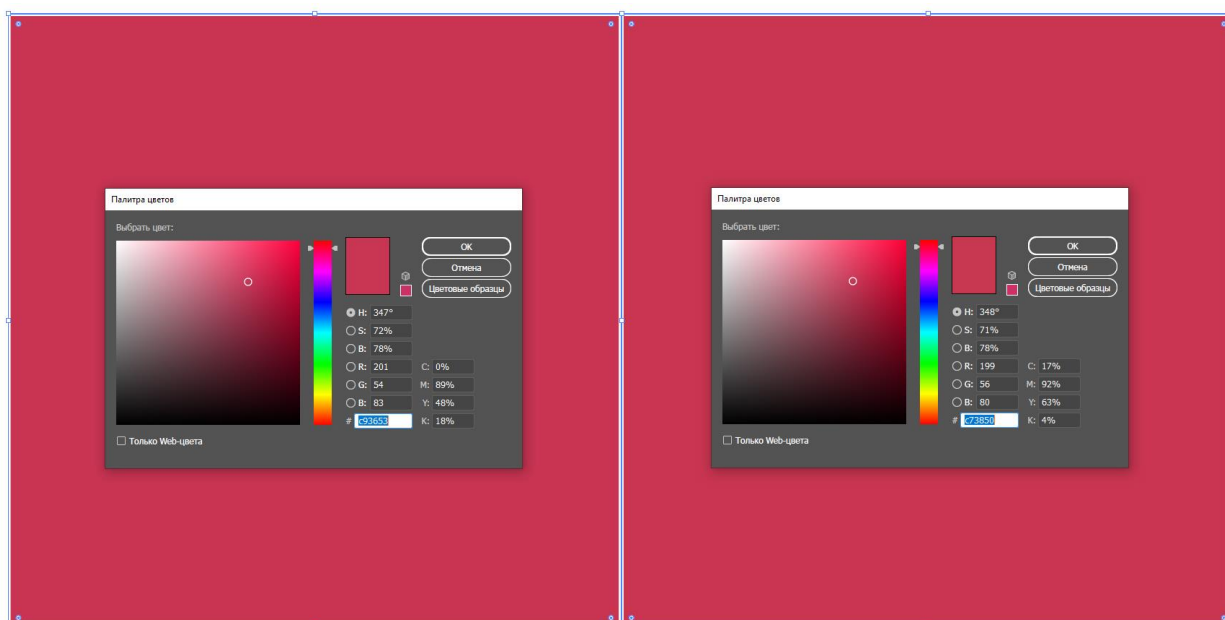 Палитра цветов
Выбрать цвет:
ОК
Отмена
Цветовые образцы
H: 347°
S: 72%
B: 78%
R: 201 C: 0%
G: 54 M: 89%
B: 83 Y: 48%
# c93653 K: 18%
Только Web-цвета
Палитра цветов
Выбрать цвет:
ОК
Отмена
Цветовые образцы
H: 348°
S: 71%
B: 78%
R: 199 C: 17%
G: 56 M: 92%
B: 80 Y: 63%
# c73850 K: 4%
Только Web-цвета